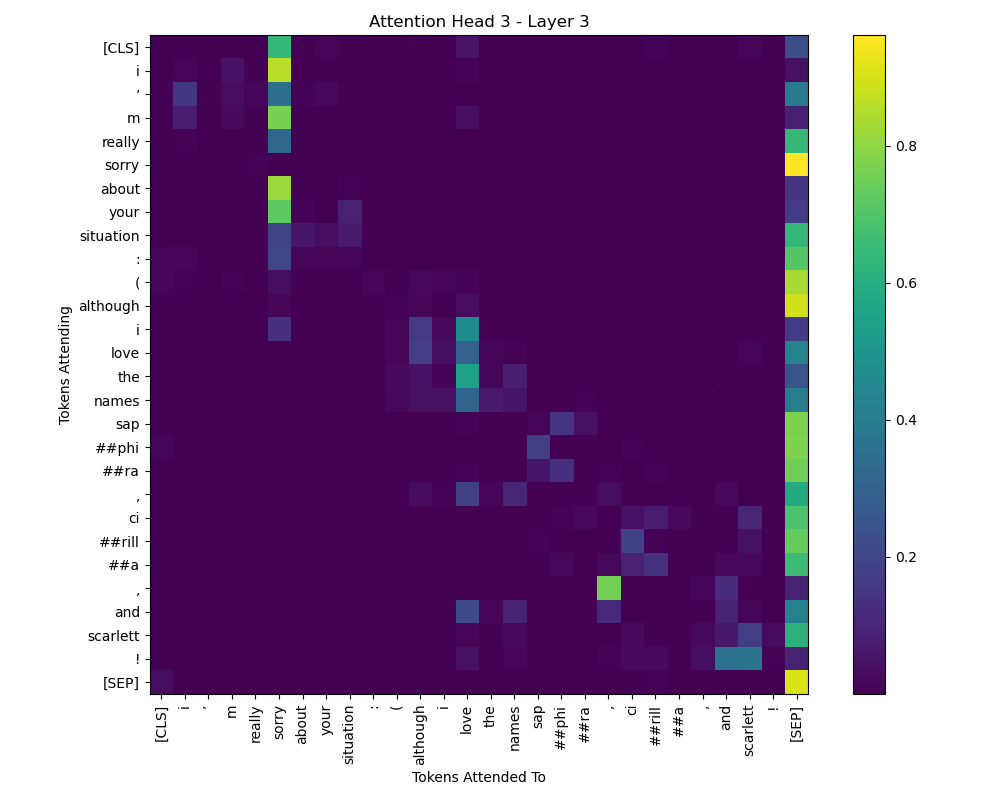 Attention Head 3 - Layer 3
[CLS]
i
’
m
really
sorry
about
your
situation
:
(
although
i
love
the
names
sap
##phi
##ra
,
ci
##rill
##a
,
and
scarlett
!
[SEP]
Tokens Attending
[CLS]
i
’
m
really
sorry
about
your
situation
:
(
although
i
love
the
names
sap
##phi
##ra
,
ci
##rill
##a
,
and
scarlett
!
[SEP]
Tokens Attended To
0.8
0.6
0.4
0.2